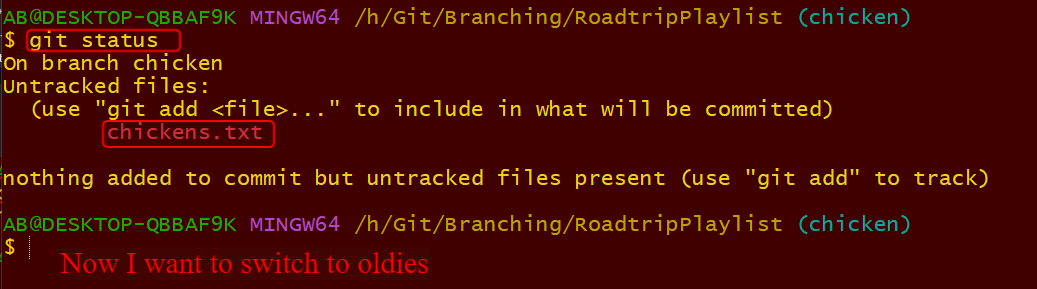 AB@DESKTOP-QBBAF9K MINGW64 /h/Git/Branching/RoadtripPlaylist (chicken)
$ git status
On branch chicken
Untracked files:
  (use "git add <file>..." to include in what will be committed)
        chickens.txt

nothing added to commit but untracked files present (use "git add" to track)

AB@DESKTOP-QBBAF9K MINGW64 /h/Git/Branching/RoadtripPlaylist (chicken)
$
Now I want to switch to oldies